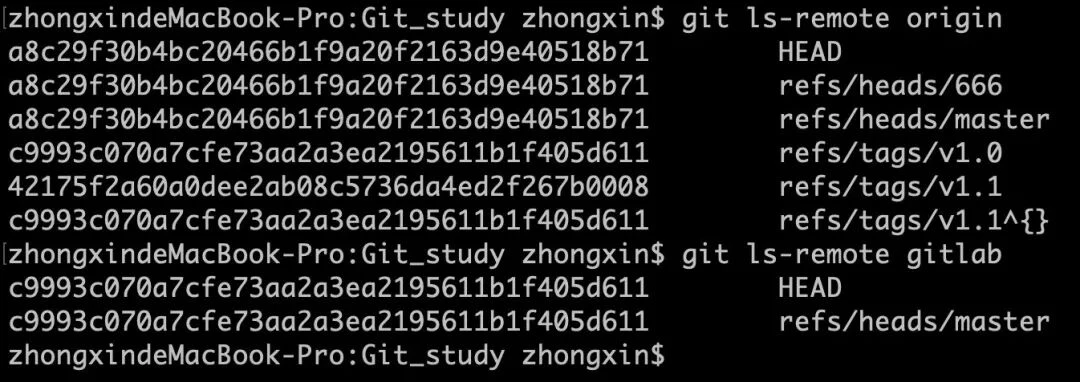 zhongxindeMacBook-Pro:Git_study zhongxin$ git ls-remote origin
a8c29f30b4bc20466b1f9a20f2163d9e40518b71 HEAD
a8c29f30b4bc20466b1f9a20f2163d9e40518b71 refs/heads/666
a8c29f30b4bc20466b1f9a20f2163d9e40518b71 refs/heads/master
c9993c070a7cfe73aa2a3ea2195611b1f405d611 refs/tags/v1.0
42175f2a60a0dee2ab08c5736da4ed2f267b0008 refs/tags/v1.1
c9993c070a7cfe73aa2a3ea2195611b1f405d611 refs/tags/v1.1^{}
zhongxindeMacBook-Pro:Git_study zhongxin$ git ls-remote gitlab
c9993c070a7cfe73aa2a3ea2195611b1f405d611 HEAD
c9993c070a7cfe73aa2a3ea2195611b1f405d611 refs/heads/master
zhongxindeMacBook-Pro:Git_study zhongxin$